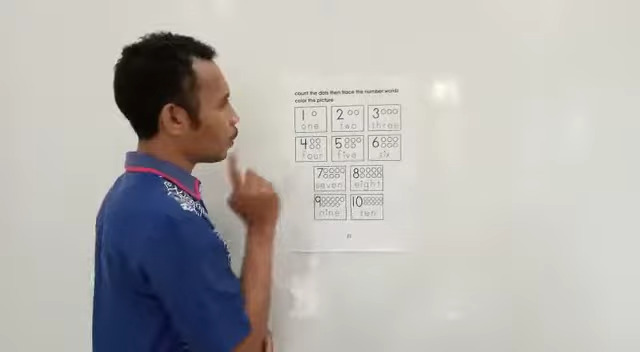 count the dots then trace the number words
color the picture
1 2 3
one two three
4 5 6
four five six
7 8
seven eight
9 10
nine ten